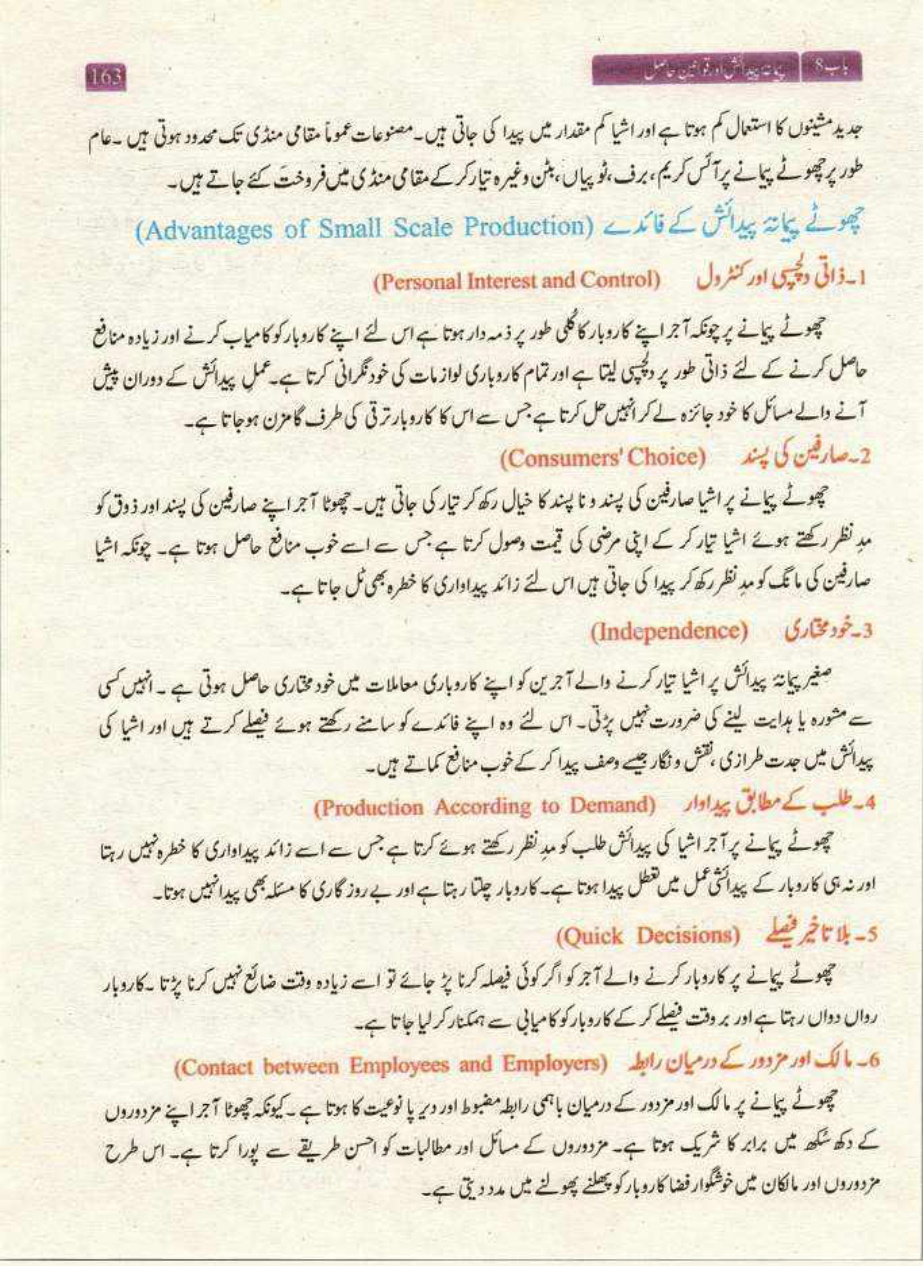 باب 8 پیمانۂ پیدائش اور قوانین حاصل
163
جدید مشینوں کا استعمال کم ہوتا ہے اور اشیا کم مقدار میں پیدا کی جاتی ہیں۔ مصنوعات عموماً مقامی منڈی تک محدود ہوتی ہیں ۔ عام
طور پر چھوٹے پیمانے پر آئس کریم، برف، ٹوپیاں، بٹن وغیرہ تیار کر کے مقامی منڈی میں فروخت کئے جاتے ہیں۔
چھوٹے پیمانۂ پیدائش کے فائدے (Advantages of Small Scale Production)
1۔ ذاتی دلچسپی اور کنٹرول (Personal Interest and Control)
چھوٹے پیمانے پر چونکہ آجر اپنے کاروبار کا کلی طور پر ذمہ دار ہوتا ہے اس لئے اپنے کاروبار کو کامیاب کرنے اور زیادہ منافع
حاصل کرنے کے لئے ذاتی طور پر دلچسپی لیتا ہے اور تمام کاروباری لوازمات کی خود نگرانی کرتا ہے۔ عملِ پیدائش کے دوران پیش
آنے والے مسائل کا خود جائزہ لے کر انہیں حل کرتا ہے جس سے اس کا کاروبار ترقی کی طرف گامزن ہو جاتا ہے۔
2۔ صارفین کی پسند (Consumers' Choice)
چھوٹے پیمانے پر اشیا صارفین کی پسند و ناپسند کا خیال رکھ کر تیار کی جاتی ہیں۔ چھوٹا آجر اپنے صارفین کی پسند اور ذوق کو
مدِ نظر رکھتے ہوئے اشیا تیار کر کے اپنی مرضی کی قیمت وصول کرتا ہے جس سے اسے خوب منافع حاصل ہوتا ہے۔ چونکہ اشیا
صارفین کی مانگ کو مدِ نظر رکھ کر پیدا کی جاتی ہیں اس لئے زائد پیداواری کا خطرہ بھی ٹل جاتا ہے۔
3۔ خود مختاری (Independence)
صغیر پیمانۂ پیدائش پر اشیا تیار کرنے والے آجرین کو اپنے کاروباری معاملات میں خود مختاری حاصل ہوتی ہے ۔ انہیں کسی
سے مشورہ یا ہدایت لینے کی ضرورت نہیں پڑتی۔ اس لئے وہ اپنے فائدے کو سامنے رکھتے ہوئے فیصلے کرتے ہیں اور اشیا کی
پیدائش میں جدت طرازی، نقش و نگار جیسے وصف پیدا کر کے خوب منافع کماتے ہیں۔
4۔ طلب کے مطابق پیداوار (Production According to Demand)
چھوٹے پیمانے پر آجر اشیا کی پیدائش طلب کو مدِ نظر رکھتے ہوئے کرتا ہے جس سے اسے زائد پیداواری کا خطرہ نہیں رہتا
اور نہ ہی کاروبار کے پیدائشی عمل میں تعطل پیدا ہوتا ہے۔ کاروبار چلتا رہتا ہے اور بے روزگاری کا مسئلہ بھی پیدا نہیں ہوتا۔
5۔ بلا تاخیر فیصلے (Quick Decisions)
چھوٹے پیمانے پر کاروبار کرنے والے آجر کو اگر کوئی فیصلہ کرنا پڑ جائے تو اسے زیادہ وقت ضائع نہیں کرنا پڑتا ۔ کاروبار
رواں دواں رہتا ہے اور بر وقت فیصلے کر کے کاروبار کو کامیابی سے ہمکنار کر لیا جاتا ہے۔
6۔ مالک اور مزدور کے درمیان رابطہ (Contact between Employees and Employers)
چھوٹے پیمانے پر مالک اور مزدور کے درمیان باہمی رابطہ مضبوط اور دیر پا نوعیت کا ہوتا ہے ۔ کیونکہ چھوٹا آجر اپنے مزدوروں
کے دکھ سُکھ میں برابر کا شریک ہوتا ہے۔ مزدوروں کے مسائل اور مطالبات کو احسن طریقے سے پورا کرتا ہے۔ اس طرح
مزدوروں اور مالکان میں خوشگوار فضا کاروبار کو پھلنے پھولنے میں مدد دیتی ہے۔